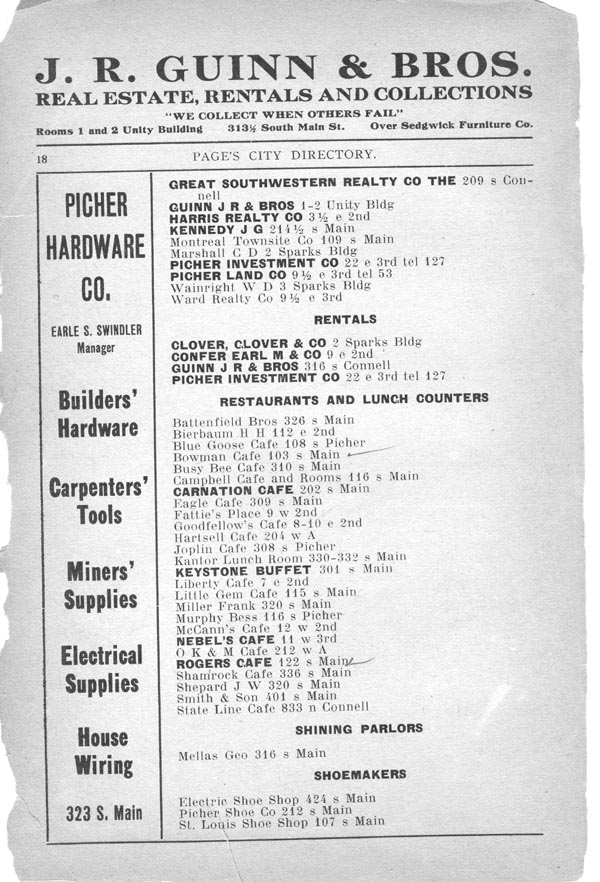 J. R. GUINN & BROS.
REAL ESTATE, RENTALS AND COLLECTIONS
"WE COLLECT WHEN OTHERS FAIL"
Rooms 1 and 2 Unity Building 313½ South Main St. Over Sedgwick Furniture Co.
18 PAGE'S CITY DIRECTORY.
PICHER
HARDWARE
CO.
EARLE S. SWINDLER
Manager
Builders'
Hardware
Carpenters'
Tools
Miners'
Supplies
Electrical
Supplies
House
Wiring
323 S. Main
GREAT SOUTHWESTERN REALTY CO THE 209 s Con-
nell
GUINN J R & BROS 1-2 Unity Bldg
HARRIS REALTY CO 3½ e 2nd
KENNEDY J G 214½ s Main
Montreal Townsite Co 109 s Main
Marshall C D 2 Sparks Bldg
PICHER INVESTMENT CO 22 e 3rd tel 127
PICHER LAND CO 9½ e 3rd tel 53
Wainright W D 3 Sparks Bldg
Ward Realty Co 9½ e 3rd
RENTALS
CLOVER, CLOVER & CO 2 Sparks Bldg
CONFER EARL M & CO 9 e 2nd
GUINN J R & BROS 316 s Connell
PICHER INVESTMENT CO 22 e 3rd tel 127
RESTAURANTS AND LUNCH COUNTERS
Battenfield Bros 326 s Main
Bierbaum H H 112 e 2nd
Blue Goose Cafe 108 s Picher
Bowman Cafe 103 s Main
Busy Bee Cafe 310 s Main
Campbell Cafe and Rooms 116 s Main
CARNATION CAFE 202 s Main
Eagle Cafe 309 s Main
Fattie's Place 9 w 2nd
Goodfellow's Cafe 8-10 e 2nd
Hartsell Cafe 204 w A
Joplin Cafe 308 s Picher
Kantor Lunch Room 330-332 s Main
KEYSTONE BUFFET 301 s Main
Liberty Cafe 7 e 2nd
Little Gem Cafe 115 s Main
Miller Frank 320 s Main
Murphy Bess 116 s Picher
McCann's Cafe 12 w 2nd
NEBEL'S CAFE 11 w 3rd
O K & M Cafe 212 w A
ROGERS CAFE 122 s Main
Shamrock Cafe 336 s Main
Shepard J W 320 s Main
Smith & Son 401 s Main
State Line Cafe 833 n Connell
SHINING PARLORS
Mellas Geo 316 s Main
SHOEMAKERS
Electric Shoe Shop 424 s Main
Picher Shoe Co 212 s Main
St. Louis Shoe Shop 107 s Main